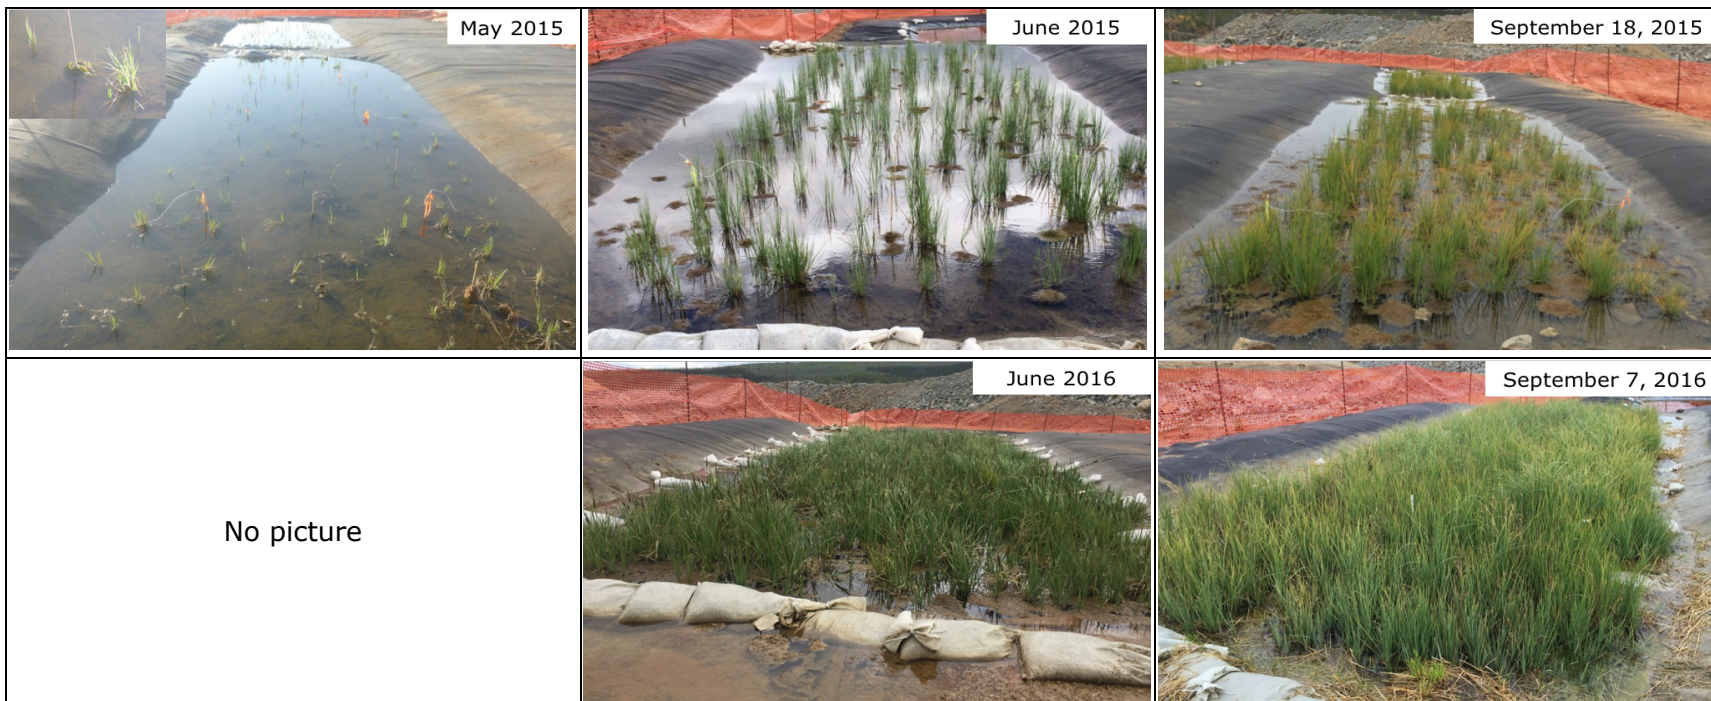 May 2015
June 2015
September 18, 2015
No picture
June 2016
September 7, 2016